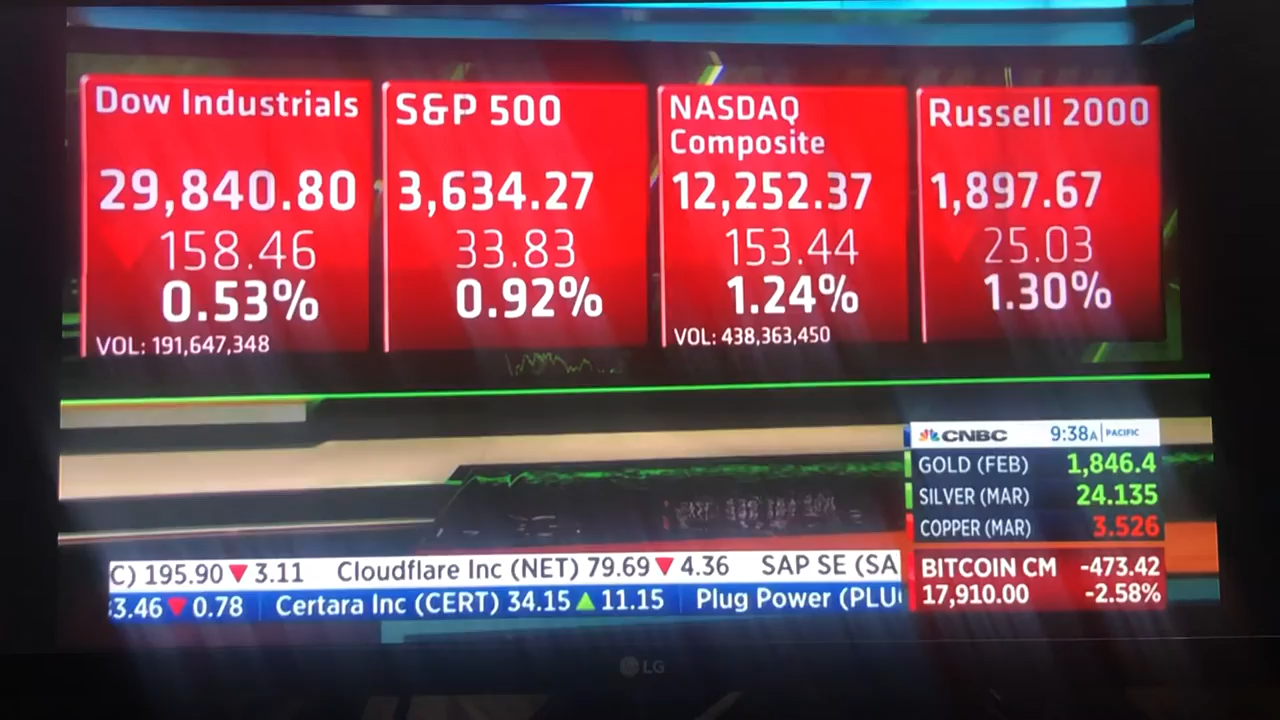 Dow Industrials
29,840.80
158.46
0.53%
VOL: 191,647,348
S&P 500
3,634.27
33.83
0.92%
NASDAQ
Composite
12,252.37
153.44
1.24%
VOL: 438,363,450
Russell 2000
1,897.67
25.03
1.30%
CNBC 9:38A | PACIFIC
GOLD (FEB) 1,846.4
SILVER (MAR) 24.135
COPPER (MAR) 3.526
BITCOIN CM -473.42
17,910.00 -2.58%
C) 195.90 ▼ 3.11 Cloudflare Inc (NET) 79.69 ▼ 4.36 SAP SE (SA
3.46 ▼ 0.78 Certara Inc (CERT) 34.15 ▲ 11.15 Plug Power (PLU
LG